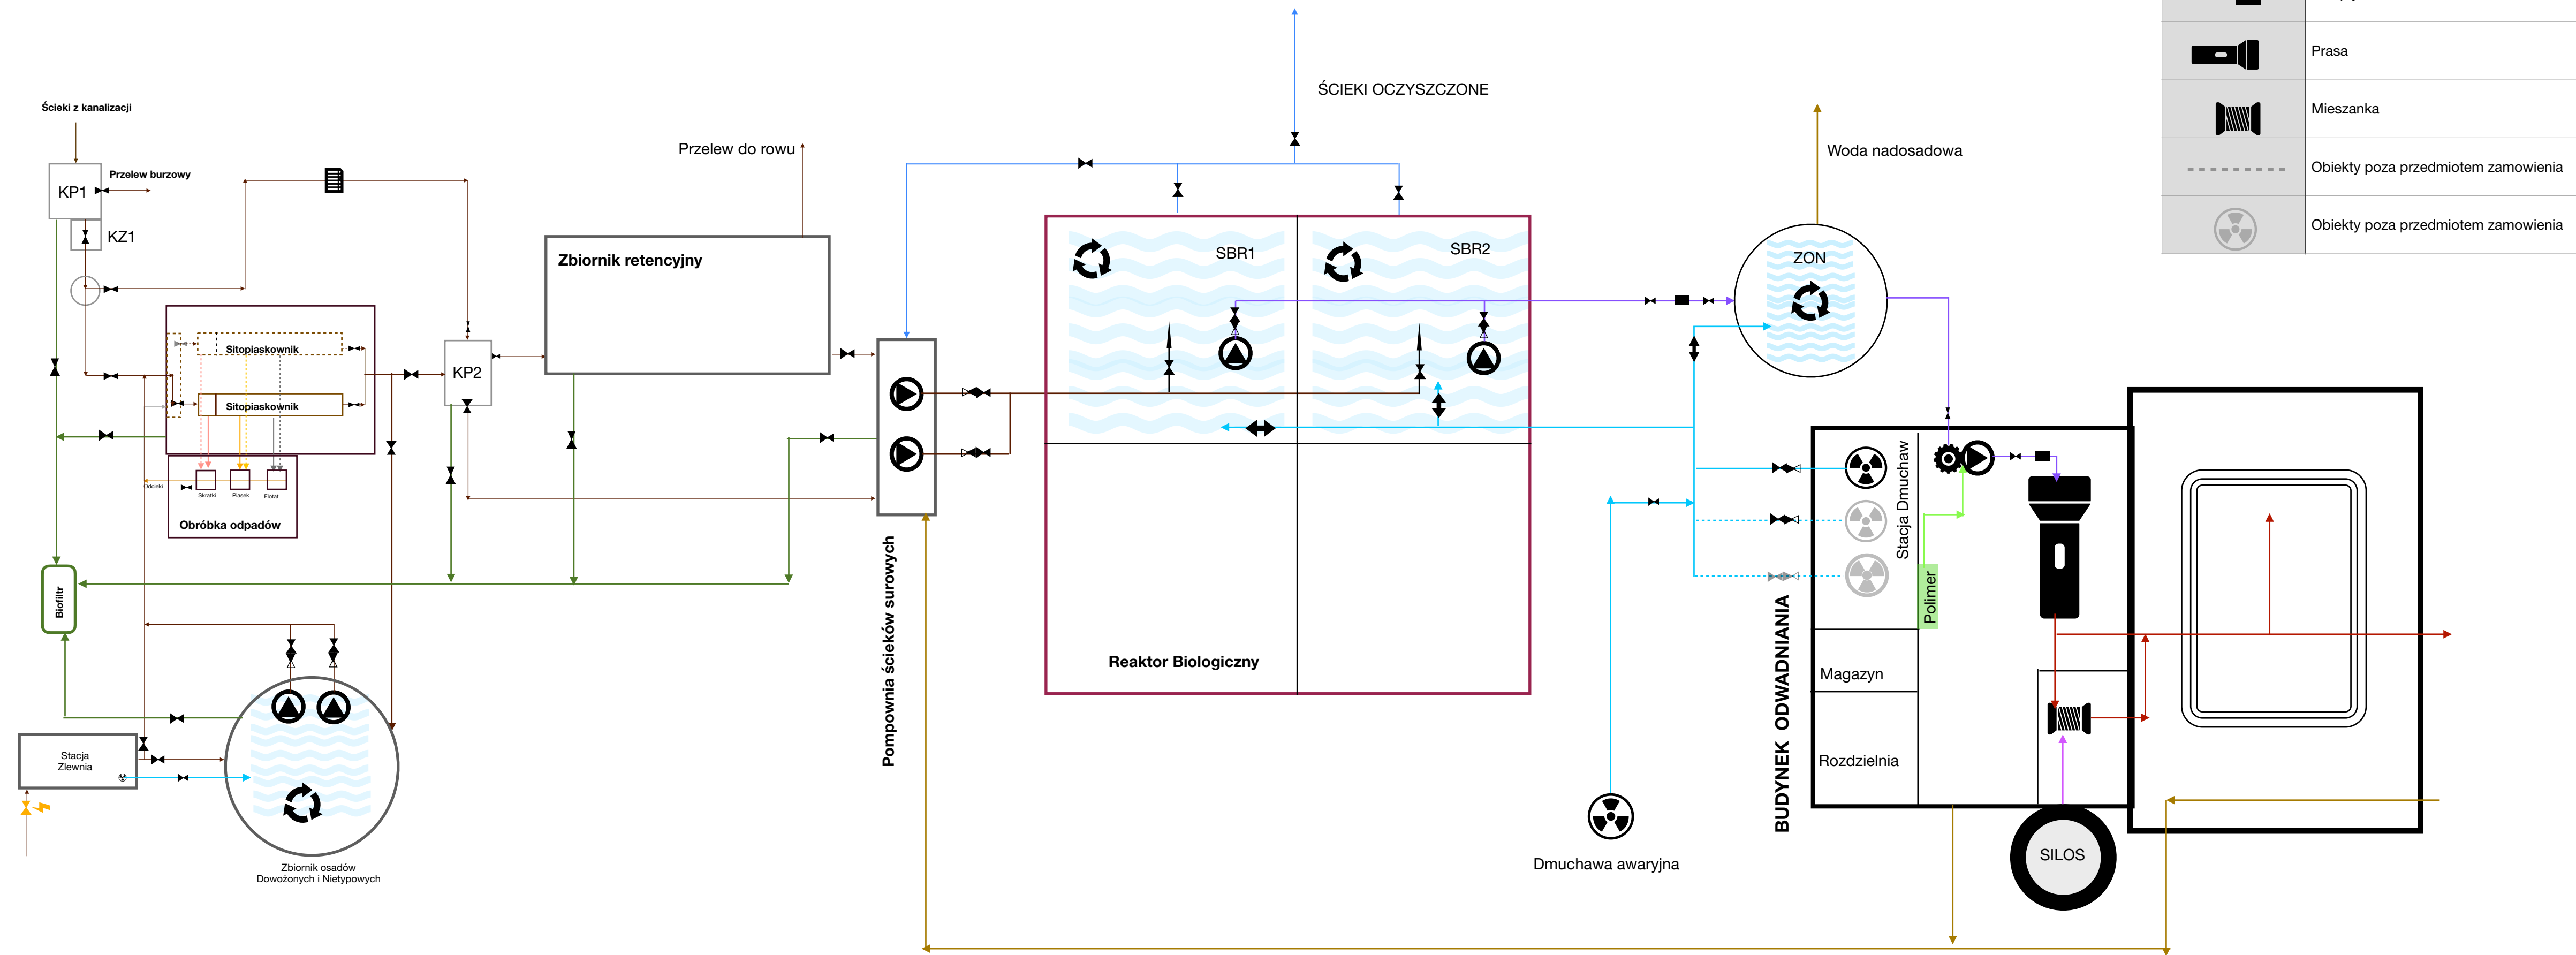 Ścieki z kanalizacji
KP1
Przelew burzowy
KZ1
Sitopiaskownik
Sitopiaskownik
Odcieki
Skratki
Piasek
Flotat
Obróbka odpadów
Biofiltr
Stacja
Zlewnia
Zbiornik osadów
Dowożonych i Nietypowych
KP2
Zbiornik retencyjny
Przelew do rowu
Pompownia ścieków surowych
ŚCIEKI OCZYSZCZONE
SBR1
SBR2
Reaktor Biologiczny
Dmuchawa awaryjna
Woda nadosadowa
ZON
BUDYNEK ODWADNIANIA
Stacja Dmuchaw
Polimer
Magazyn
Rozdzielnia
SILOS
Prasa
Mieszanka
Obiekty poza przedmiotem zamowienia
Obiekty poza przedmiotem zamowienia